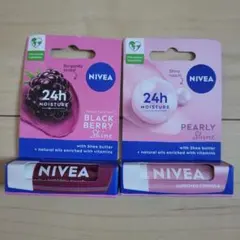 NIVEA
24h
MOISTURE
BLACK
BERRY
Shine
with Shea butter
+ natural oils enriched with vitamins
NIVEA
NIVEA
24h
MOISTURE
PEARLY
Shine
with Shea butter
+ natural oils enriched with vitamins
NIVEA